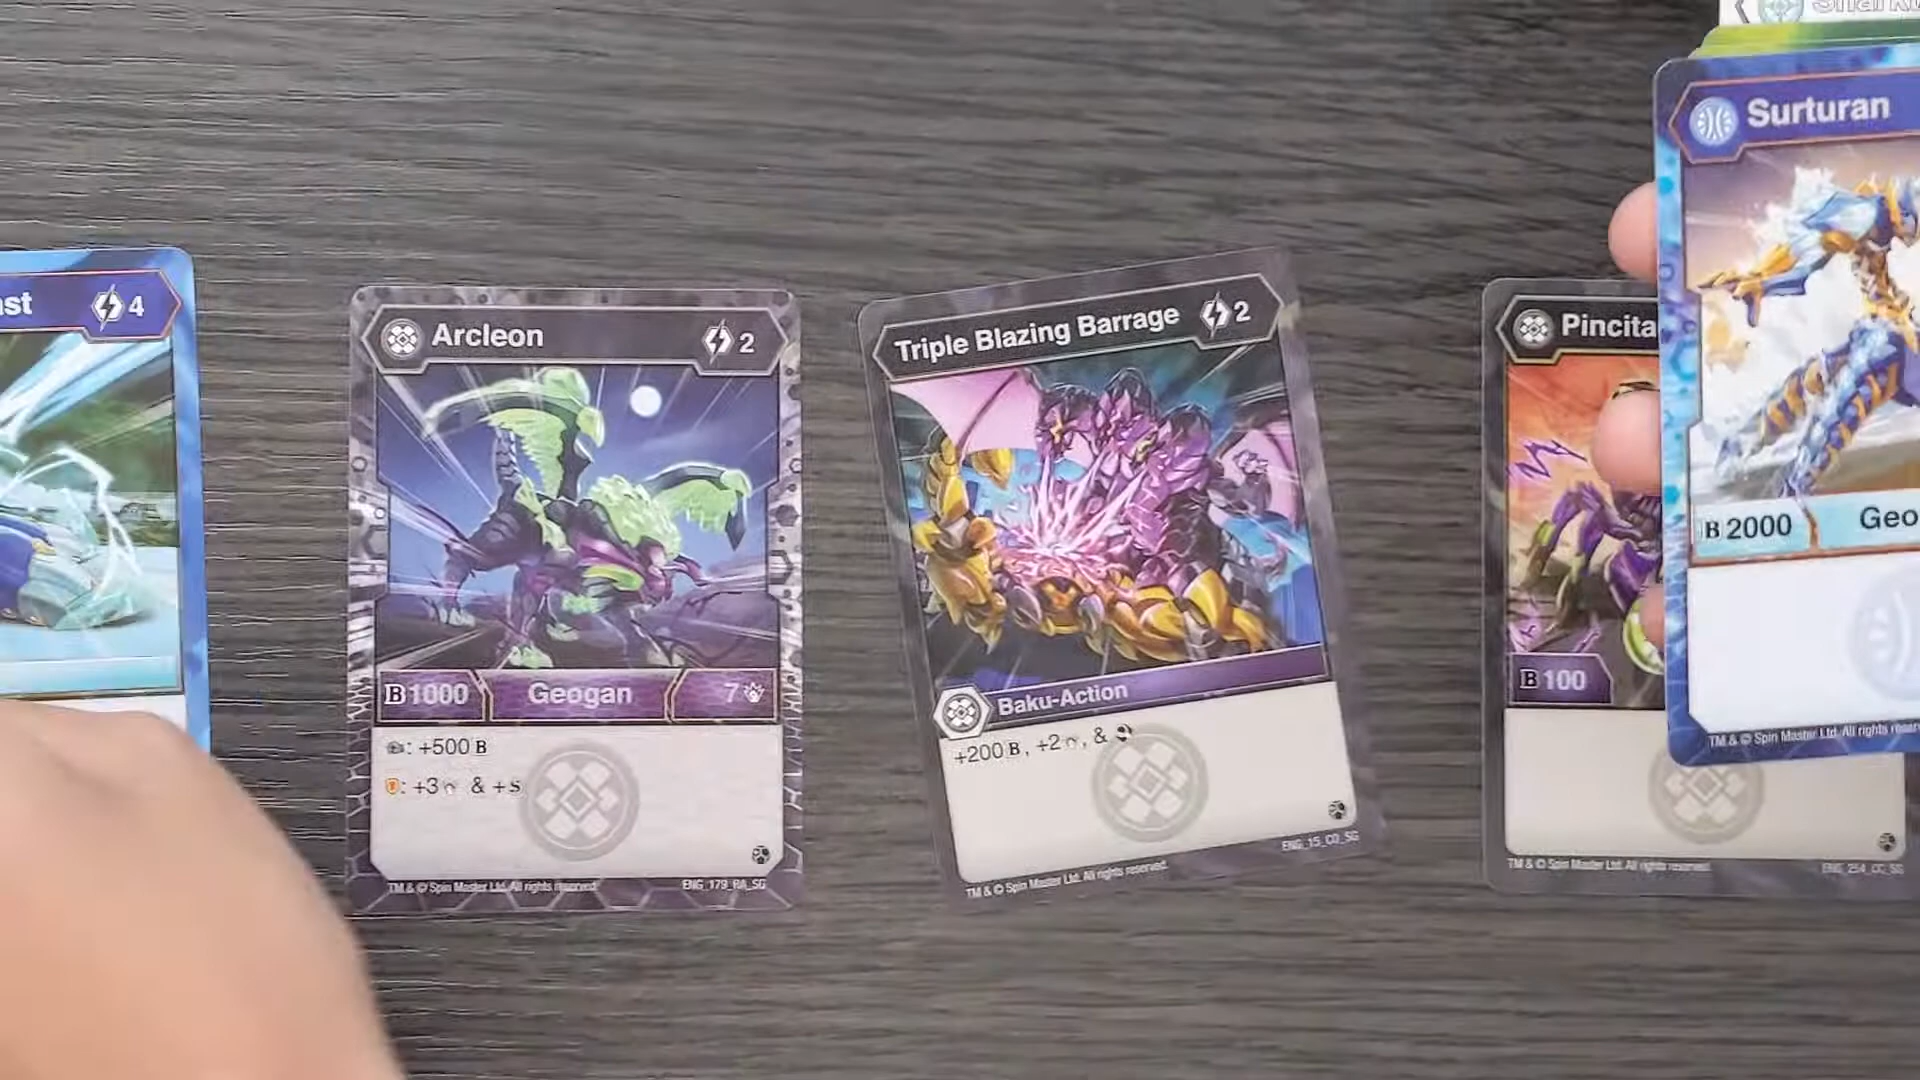 ast 4
Arcleon 2
B 1000 Geogan 7
: +500 B
: +3 & +S
TM & © Spin Master Ltd. All rights reserved. ENG_179_RA_SG
Triple Blazing Barrage 2
Baku-Action
+200 B, +2 , &
TM & © Spin Master Ltd. All rights reserved. ENG_15_CO_SG
Pincita
B 100
TM & © Spin Master Ltd. All rights reserved. ENG_254_CC_SG
Surturan
B 2000 Geo
TM & © Spin Master Ltd. All rights reser